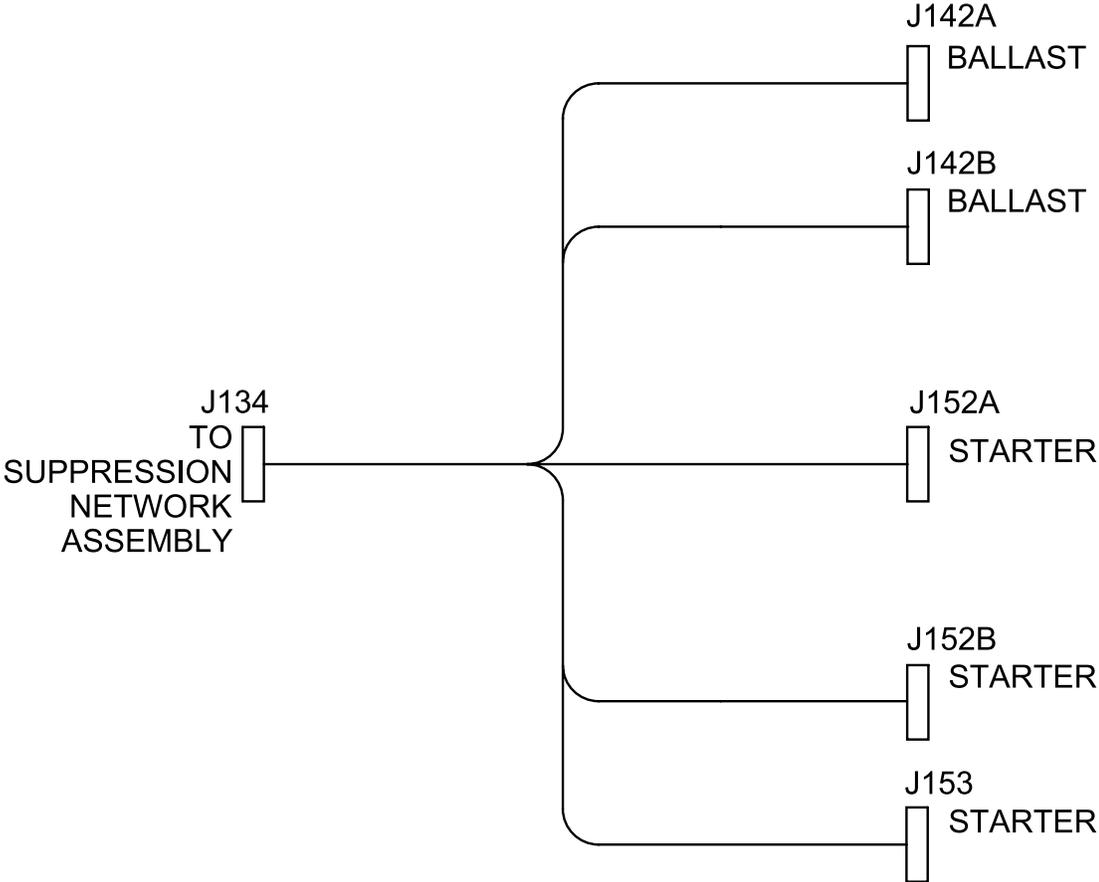 J142A
BALLAST
J142B
BALLAST
J134
TO
SUPPRESSION
NETWORK
ASSEMBLY
J152A
STARTER
J152B
STARTER
J153
STARTER